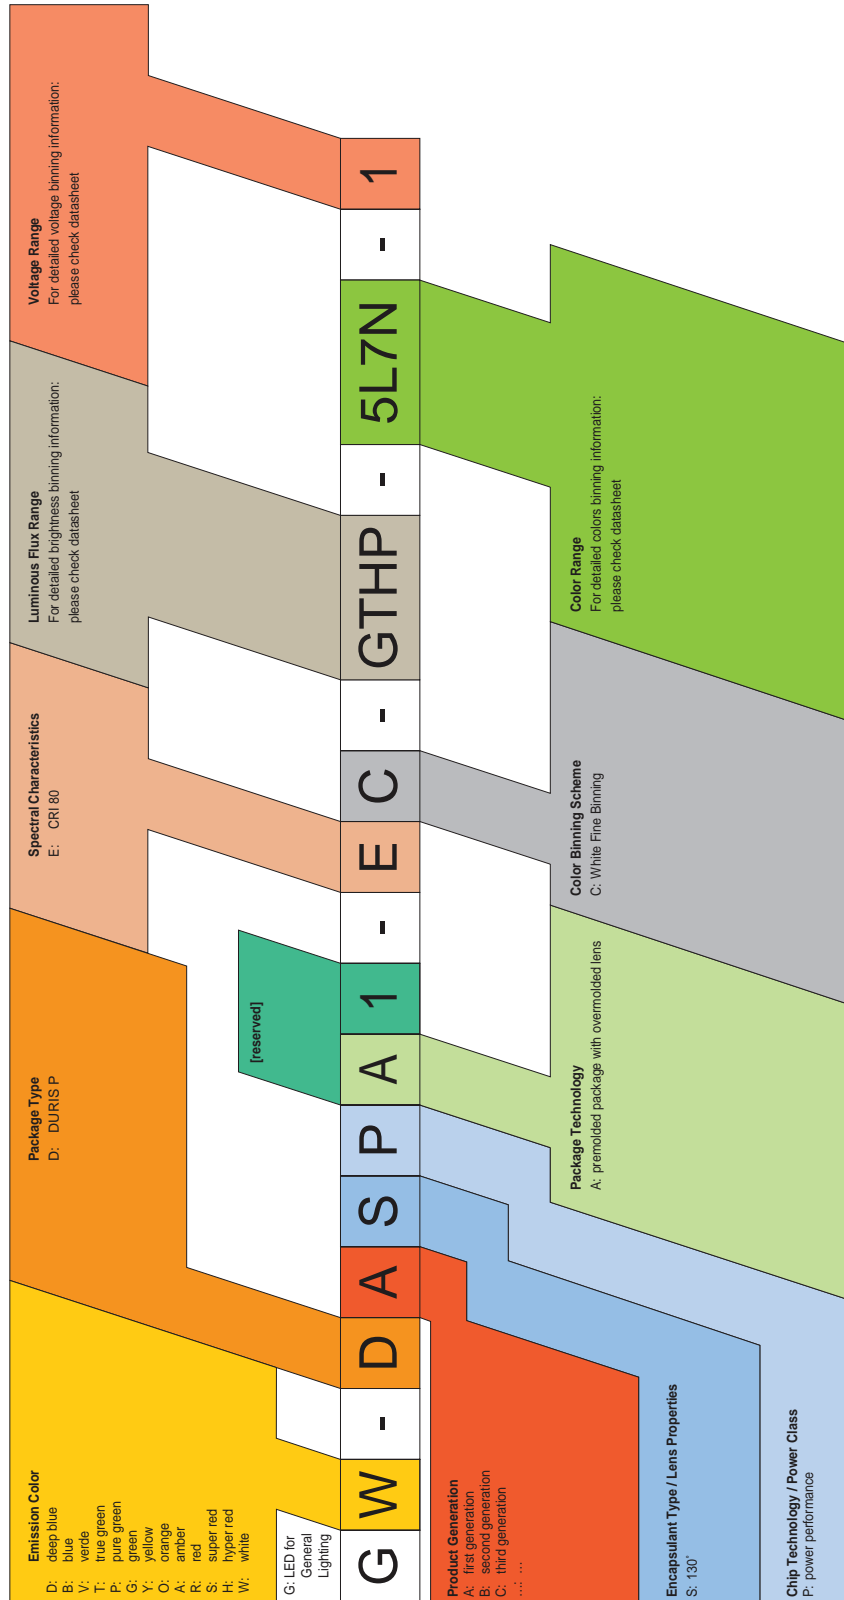 Emission Color
D: deep blue
B: blue
V: verde
T: true green
P: pure green
G: green
Y: yellow
O: orange
A: amber
R: red
S: super red
H: hyper red
W: white
Package Type
D: DURIS P
Spectral Characteristics
E: CRI 80
Luminous Flux Range
For detailed brightness binning information:
please check datasheet
Voltage Range
For detailed voltage binning information:
please check datasheet
[reserved]
G: LED for
General
Lighting
G W - D A S P A 1 - E C - GTHP - 5L7N - 1
Product Generation
A: first generation
B: second generation
C: third generation
...: ...
Encapsulant Type / Lens Properties
S: 130°
Chip Technology / Power Class
P: power performance
Package Technology
A: premolded package with overmolded lens
Color Binning Scheme
C: White Fine Binning
Color Range
For detailed colors binning information:
please check datasheet